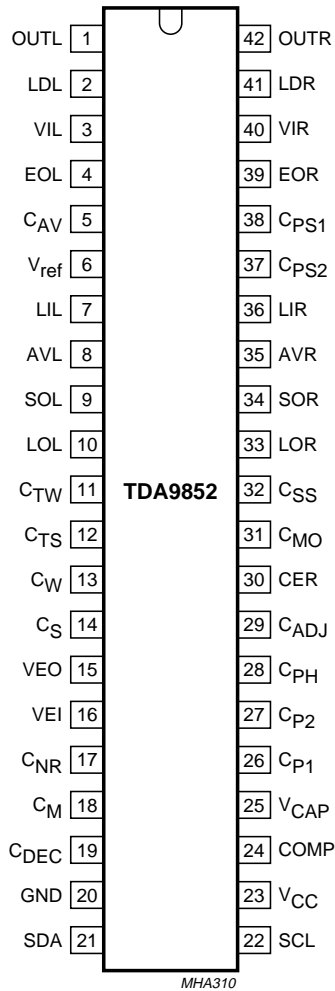 OUTL 1 42 OUTR
LDL 2 41 LDR
VIL 3 40 VIR
EOL 4 39 EOR
CAV 5 38 CPS1
Vref 6 37 CPS2
LIL 7 36 LIR
AVL 8 35 AVR
SOL 9 34 SOR
LOL 10 33 LOR
CTW 11 TDA9852 32 CSS
CTS 12 31 CMO
CW 13 30 CER
CS 14 29 CADJ
VEO 15 28 CPH
VEI 16 27 CP2
CNR 17 26 CP1
CM 18 25 VCAP
CDEC 19 24 COMP
GND 20 23 VCC
SDA 21 22 SCL
MHA310